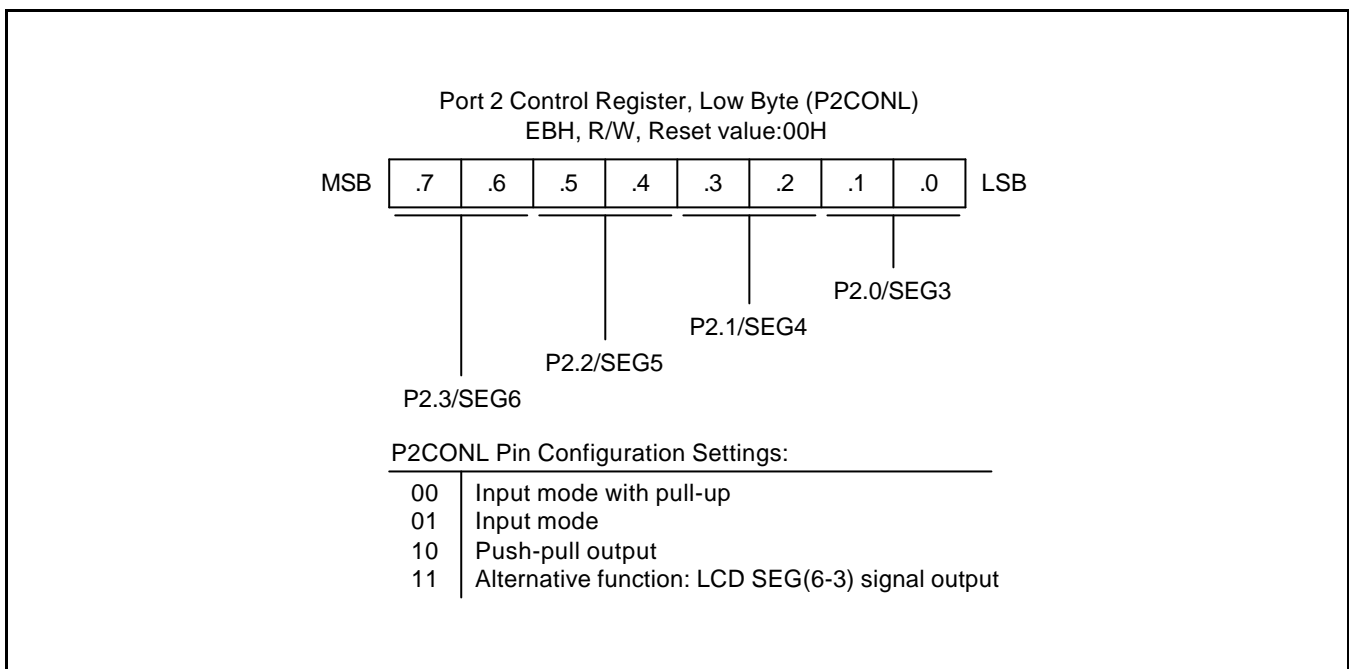 Port 2 Control Register, Low Byte (P2CONL)
EBH, R/W, Reset value:00H
MSB .7 .6 .5 .4 .3 .2 .1 .0 LSB
P2.0/SEG3
P2.1/SEG4
P2.2/SEG5
P2.3/SEG6
P2CONL Pin Configuration Settings:
00 Input mode with pull-up
01 Input mode
10 Push-pull output
11 Alternative function: LCD SEG(6-3) signal output